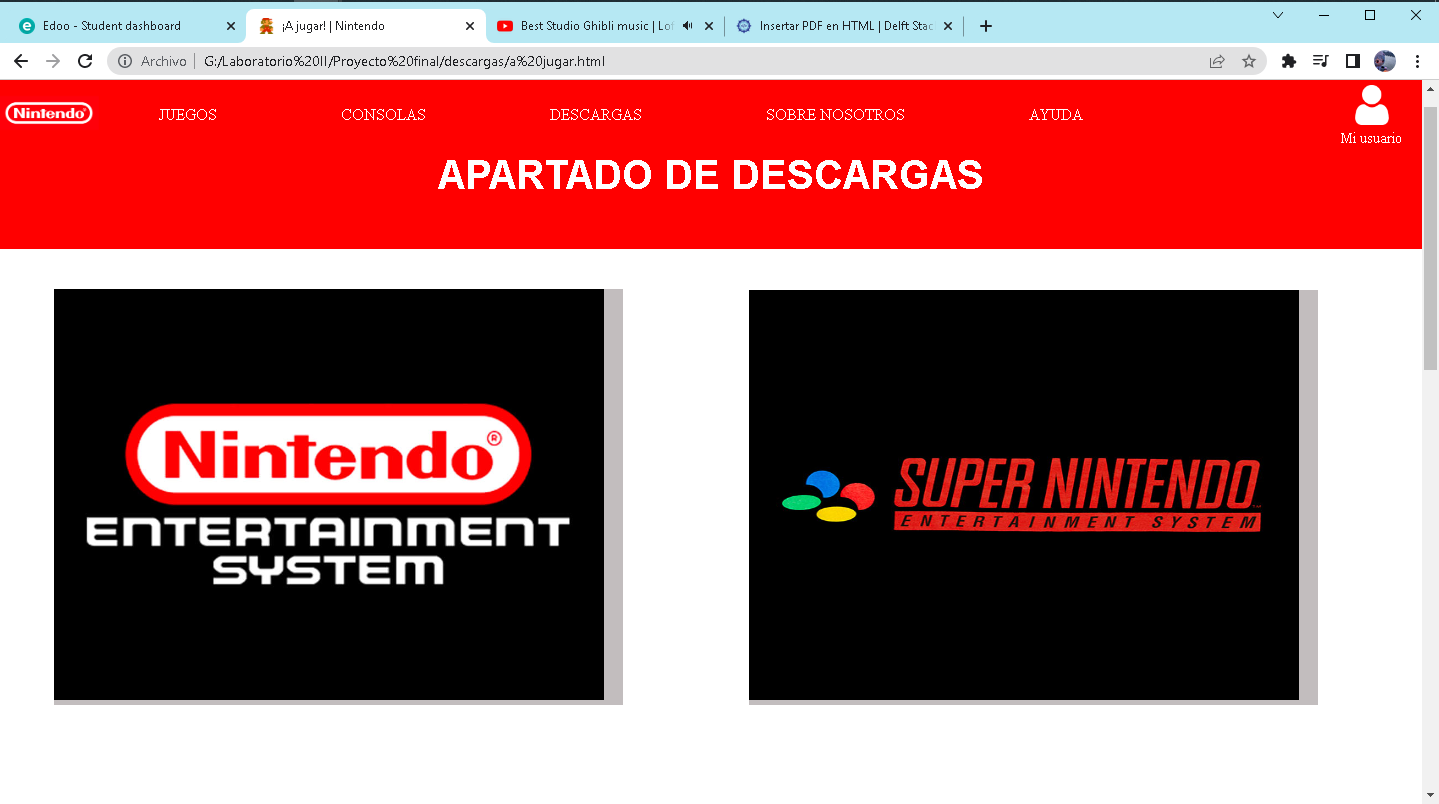 Edoo - Student dashboard
¡A jugar! | Nintendo
Best Studio Ghibli music | Lof
Insertar PDF en HTML | Delft Stac
Archivo
G:/Laboratorio%20II/Proyecto%20final/descargas/a%20jugar.html
Nintendo®
JUEGOS
CONSOLAS
DESCARGAS
SOBRE NOSOTROS
AYUDA
Mi usuario
APARTADO DE DESCARGAS
Nintendo®
ENTERTAINMENT
SYSTEM
SUPER NINTENDO
ENTERTAINMENT SYSTEM